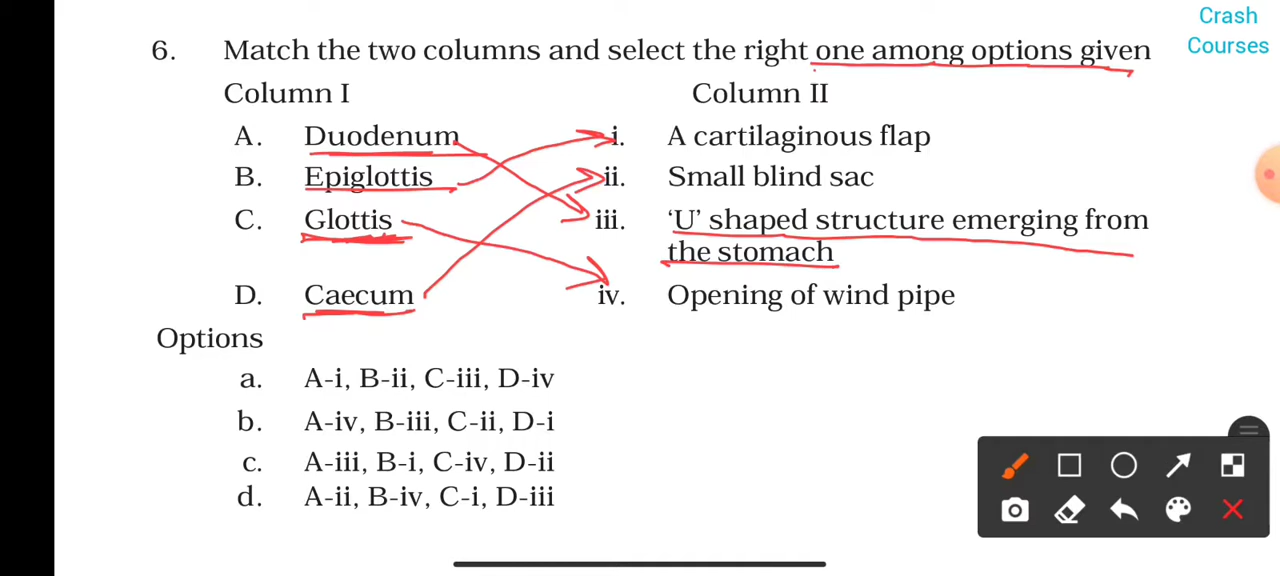 Crash
Courses
6. Match the two columns and select the right one among options given
Column I Column II
A. Duodenum i. A cartilaginous flap
B. Epiglottis ii. Small blind sac
C. Glottis iii. ‘U’ shaped structure emerging from
the stomach
D. Caecum iv. Opening of wind pipe
Options
a. A-i, B-ii, C-iii, D-iv
b. A-iv, B-iii, C-ii, D-i
c. A-iii, B-i, C-iv, D-ii
d. A-ii, B-iv, C-i, D-iii